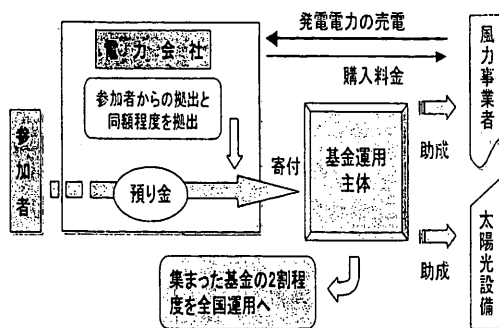 発電電力の売電
電力会社
購入料金
風力事業者
参加者からの拠出と
同額程度を拠出
参加者
預り金
寄付
基金運用
主体
助成
助成
太陽光設備
集まった基金の2割程
度を全国運用へ